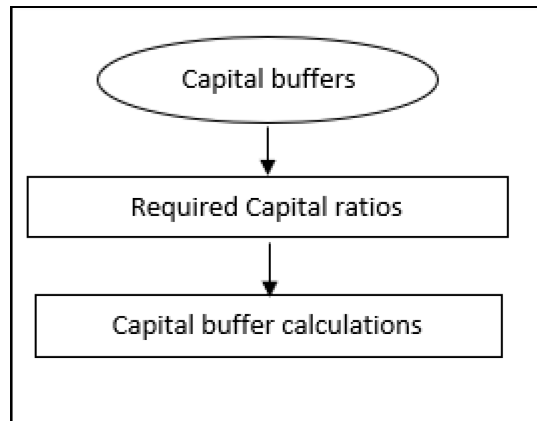 Capital buffers
Required Capital ratios
Capital buffer calculations